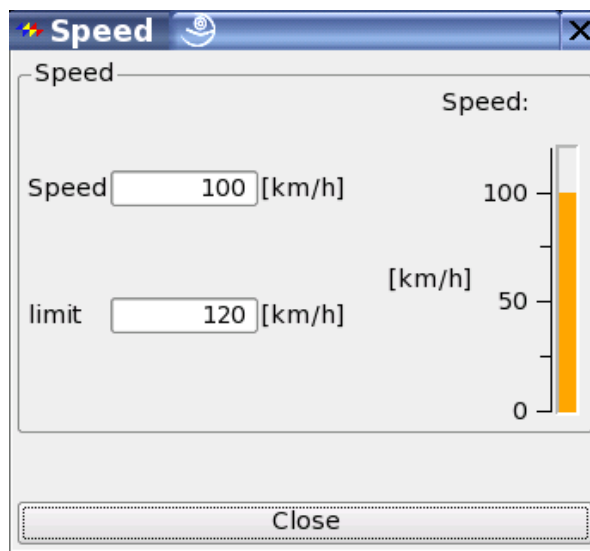 Speed
Speed
Speed:
Speed 100 [km/h]
100
[km/h]
50
limit 120 [km/h]
0
Close